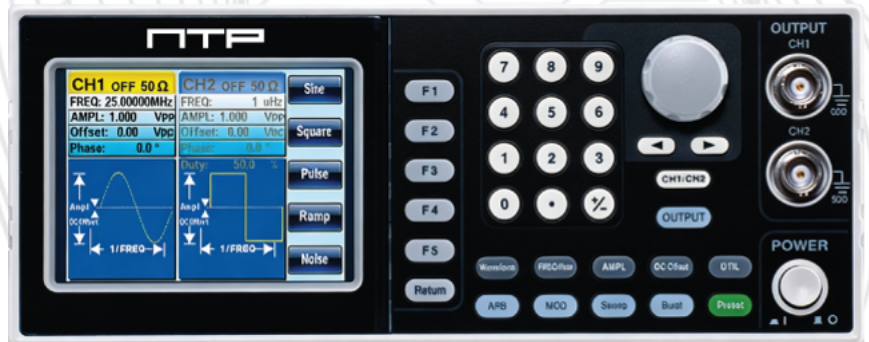 NTP
CH1 OFF 50 Ω
FREQ: 25.00000MHz
AMPL: 1.000 Vpp
Offset: 0.00 Vpc
Phase: 0.0 °
CH2 OFF 50 Ω
FREQ: 1 uHz
AMPL: 1.000 Vpp
Offset: 0.00 Vpc
Phase: 0.0 °
Duty: 50.0 %
Ampl
DC Offset
1/FREQ
Ampl
DC Offset
1/FREQ
Sine
Square
Pulse
Ramp
Noise
F1
F2
F3
F4
F5
Return
7 8 9
4 5 6
1 2 3
0 • +/-
CH1/CH2
OUTPUT
Waveform FREQ/Rate AMPL DC Offset UTIL
ARB MOD Sweep Burst Preset
OUTPUT
CH1
50Ω
CH2
50Ω
POWER
I O